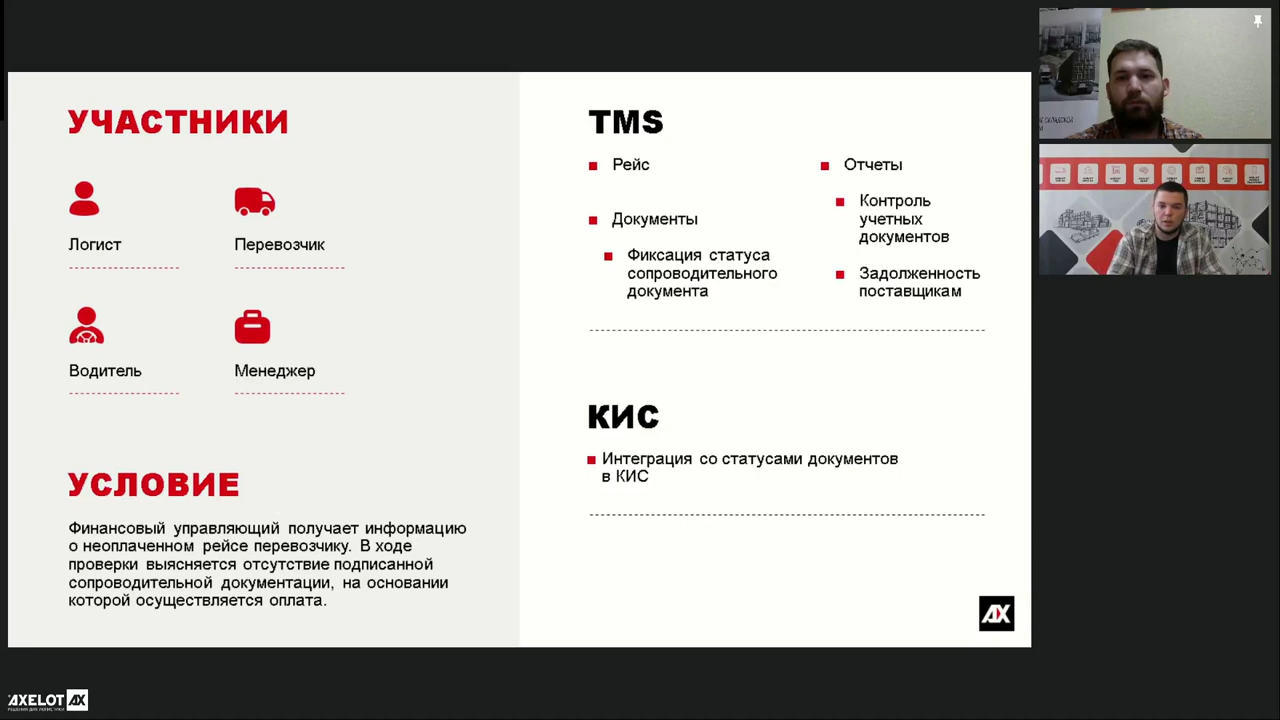 УЧАСТНИКИ
Логист
Перевозчик
Водитель
Менеджер
УСЛОВИЕ
Финансовый управляющий получает информацию
о неоплаченном рейсе перевозчику. В ходе
проверки выясняется отсутствие подписанной
сопроводительной документации, на основании
которой осуществляется оплата.
TMS
Рейс
Документы
Фиксация статуса
сопроводительного
документа
Отчеты
Контроль
учетных
документов
Задолженность
поставщикам
КИС
Интеграция со статусами документов
в КИС
AX
AXELOT AX